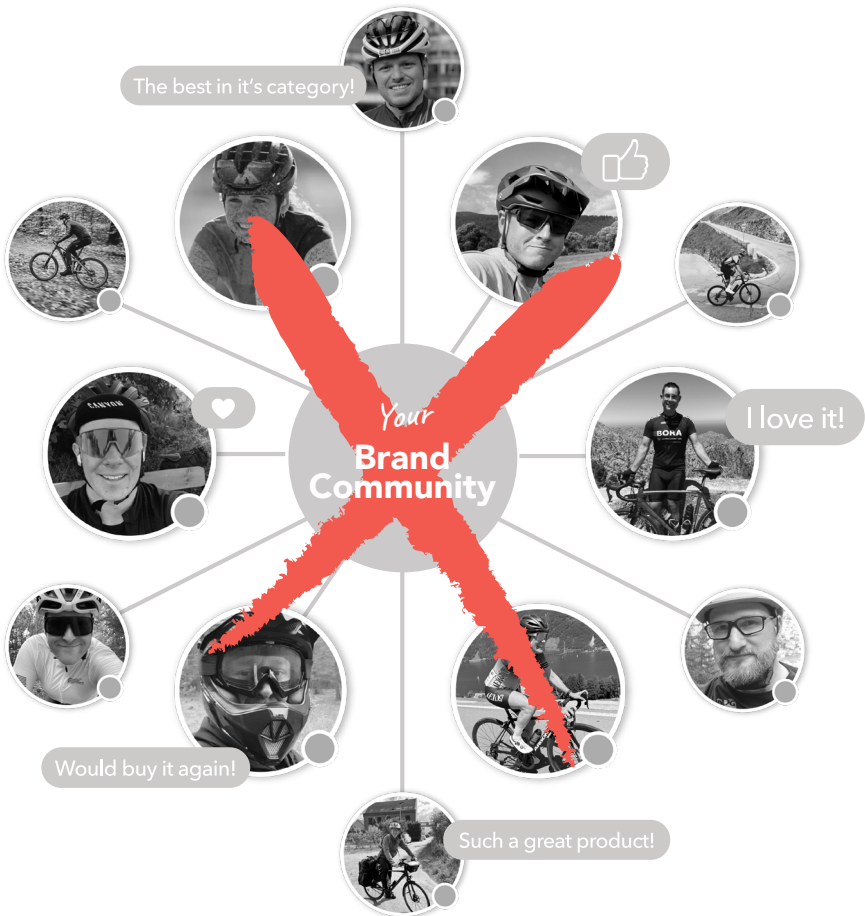 The best in it's category!
CANYON
Your
Brand
Community
BORA
I love it!
Would buy it again!
Such a great product!